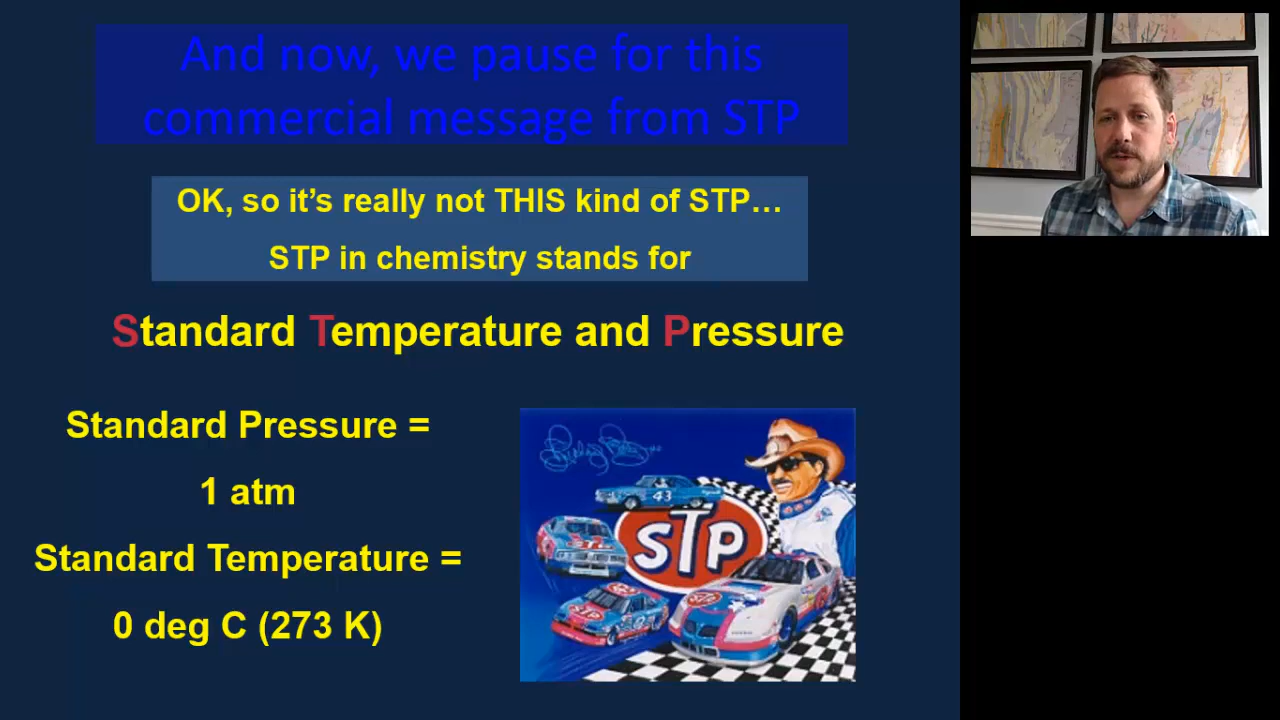 And now, we pause for this
commercial message from STP
OK, so it's really not THIS kind of STP…
STP in chemistry stands for
Standard Temperature and Pressure
Standard Pressure =
1 atm
Standard Temperature =
0 deg C (273 K)
43
STP
STP
STP